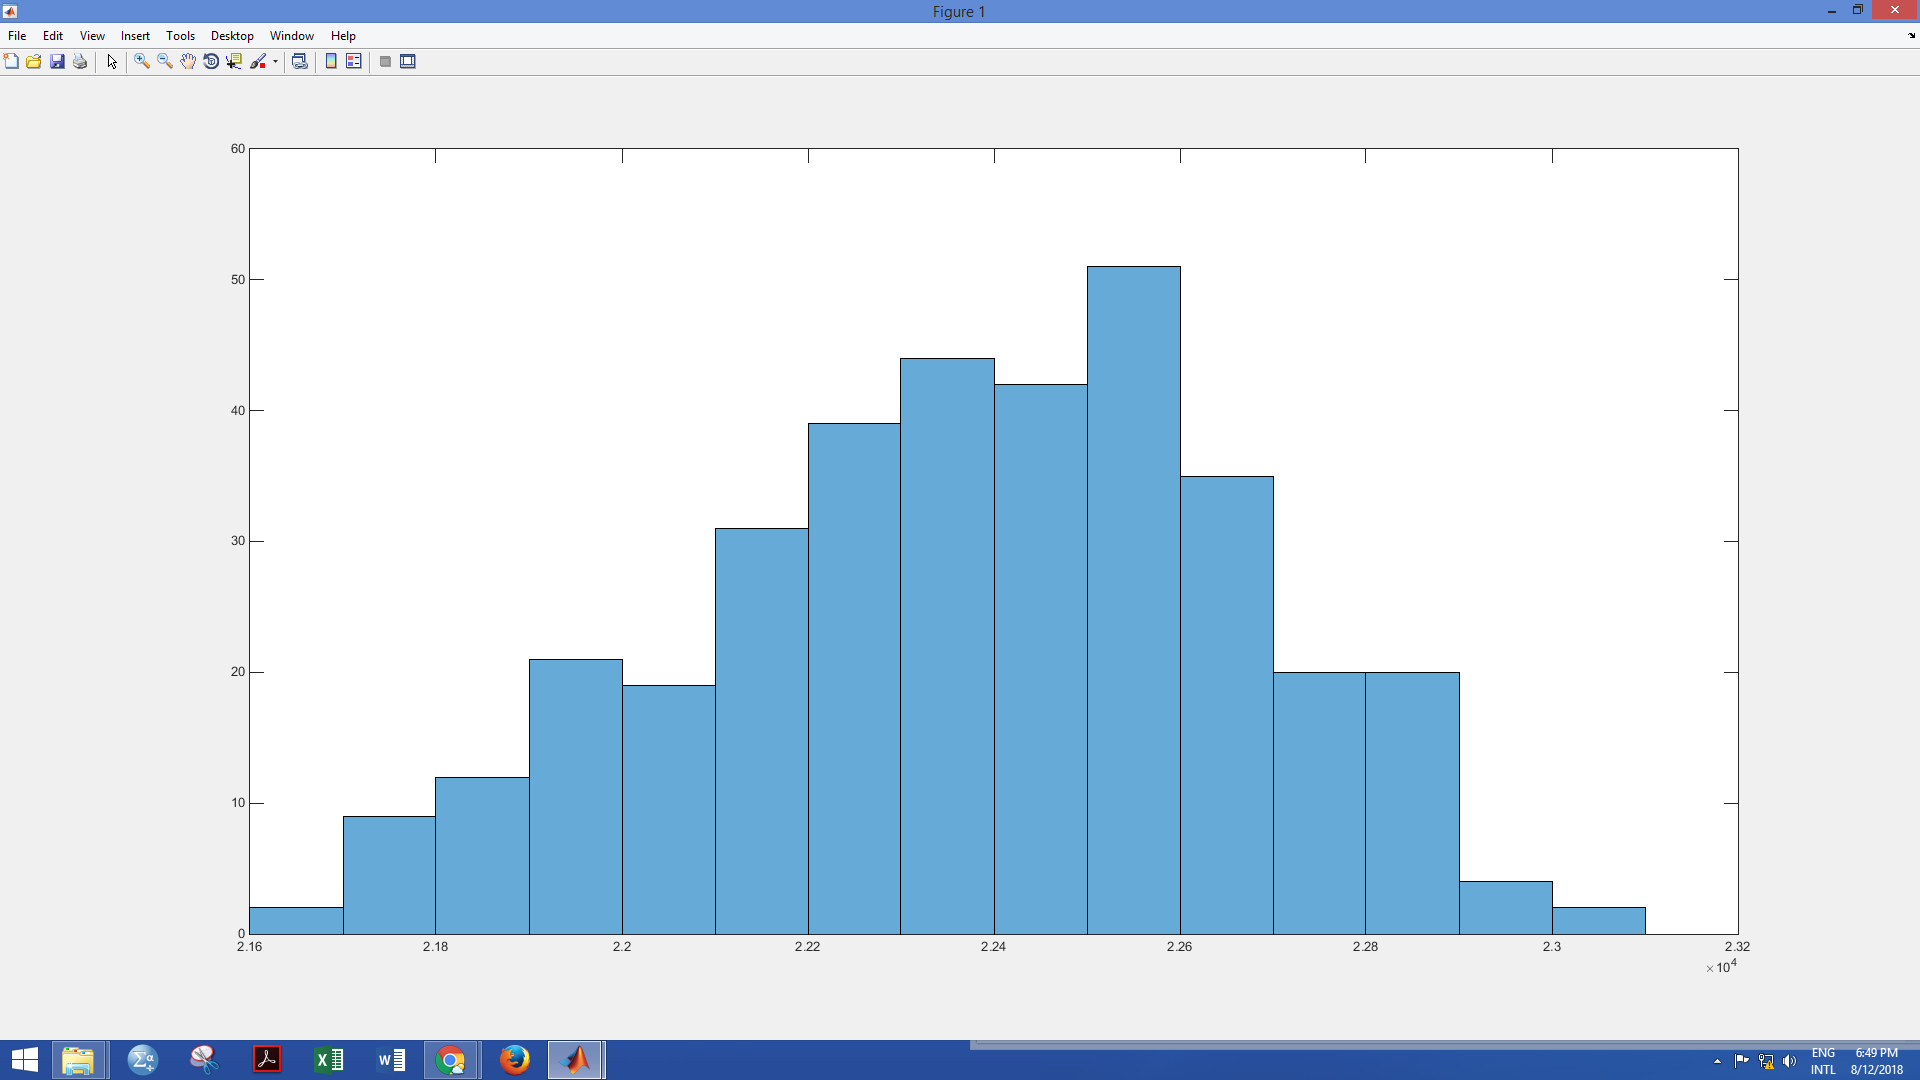 Figure 1
File Edit View Insert Tools Desktop Window Help
60
50
40
30
20
10
0
2.16 2.18 2.2 2.22 2.24 2.26 2.28 2.3 2.32
×10⁴
ENG 6:49 PM
INTL 8/12/2018